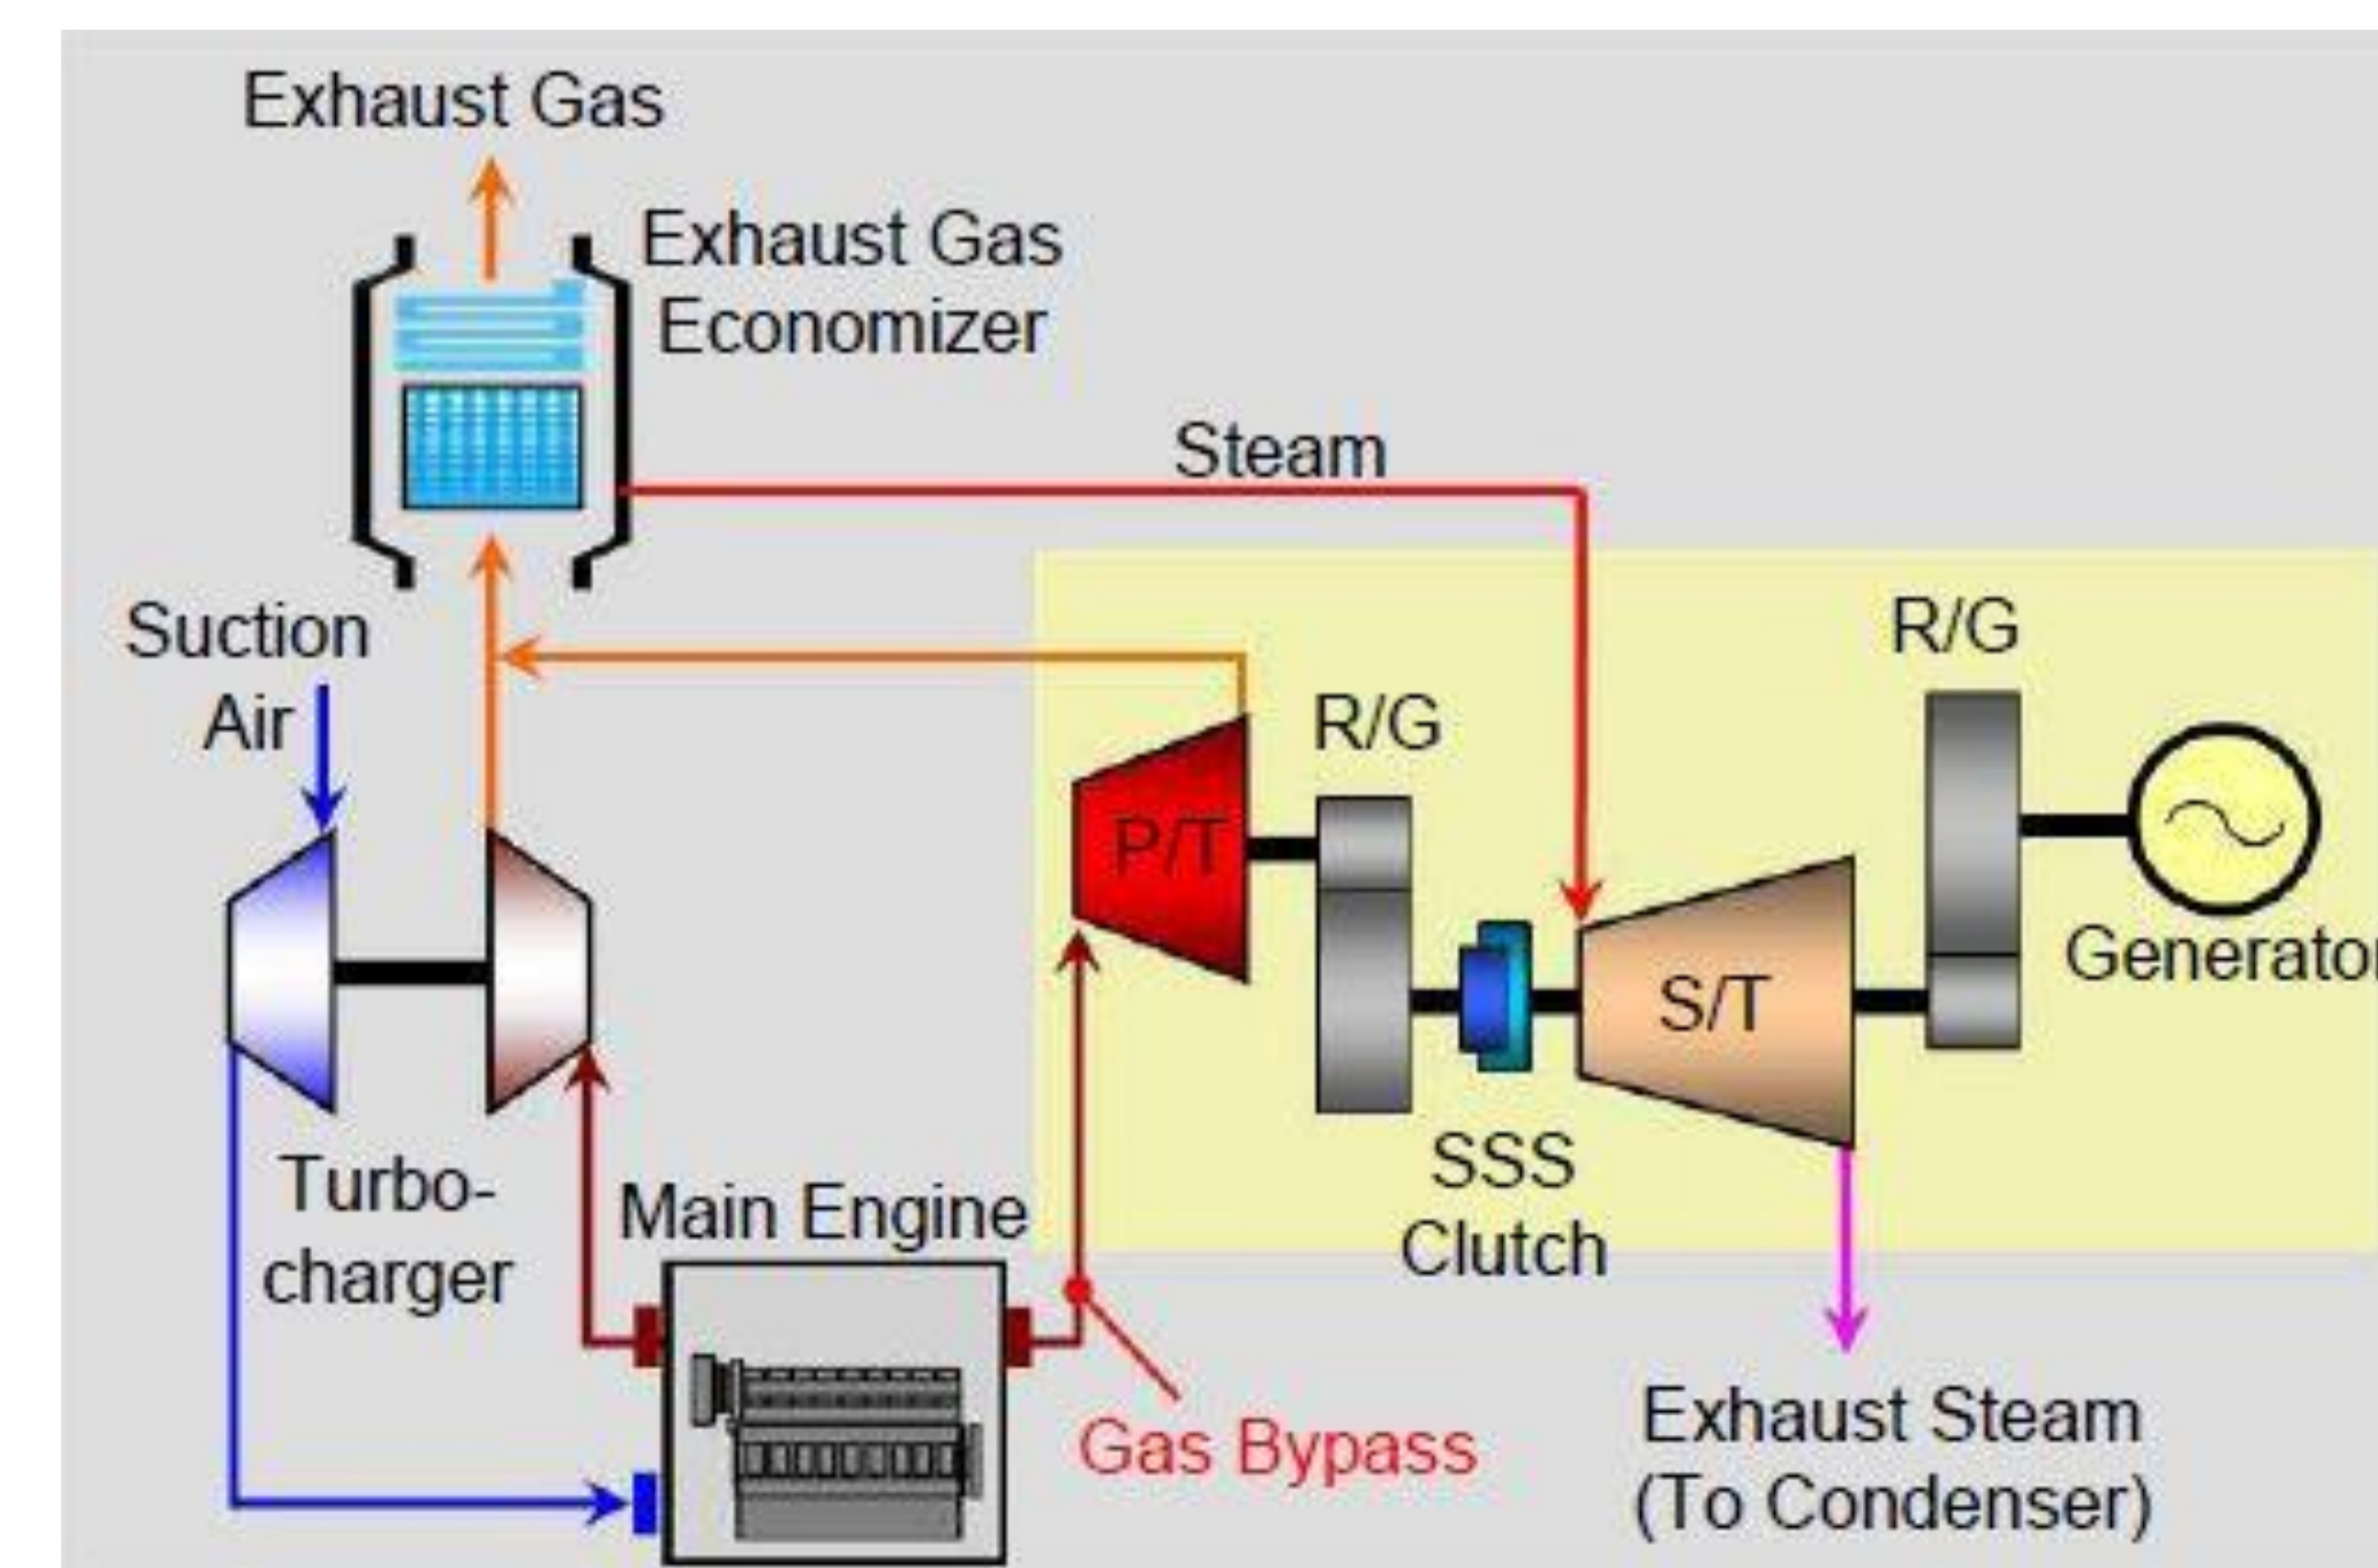 Exhaust Gas
Exhaust Gas
Economizer
Steam
Suction
Air
R/G
R/G
P/T
S/T
Generator
SSS
Clutch
Turbo-
charger
Main Engine
Gas Bypass
Exhaust Steam
(To Condenser)